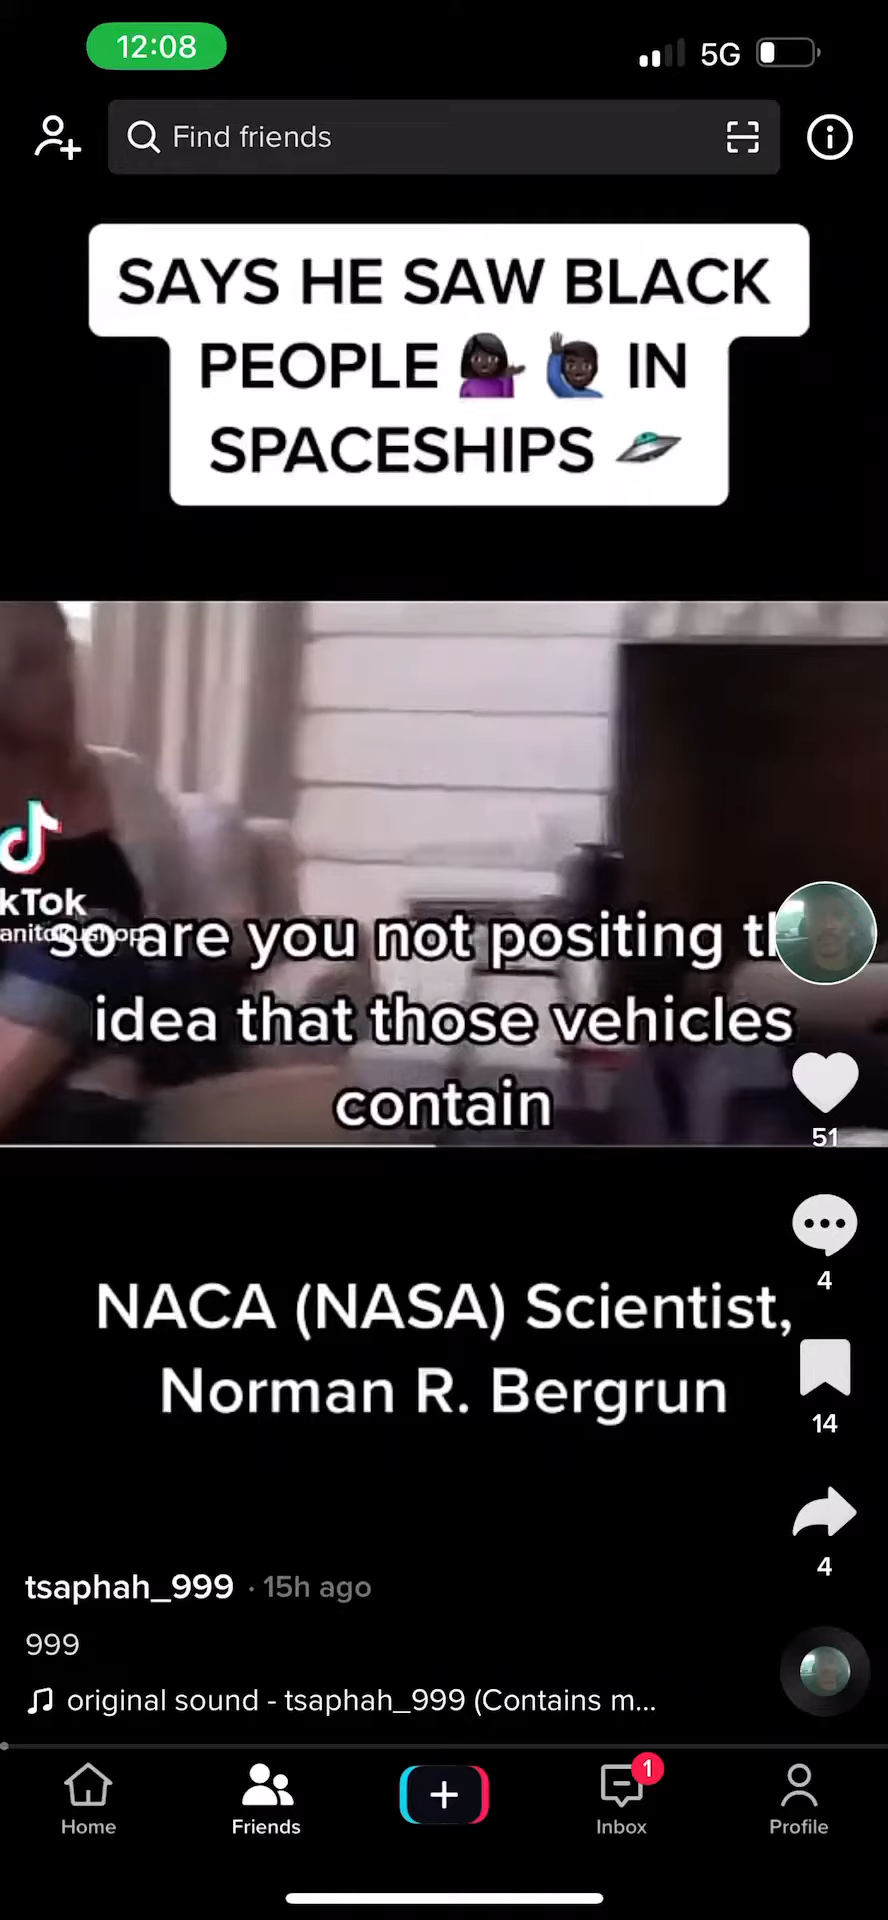 12:08
5G
Find friends
SAYS HE SAW BLACK
PEOPLE 💁🏿‍♀️ 🙋🏿‍♂️ IN
SPACESHIPS 🛸
kTok
so are you not positing
idea that those vehicles
contain
51
4
NACA (NASA) Scientist,
Norman R. Bergrun
14
4
tsaphah_999 · 15h ago
999
original sound - tsaphah_999 (Contains m...
1
Home
Friends
Inbox
Profile